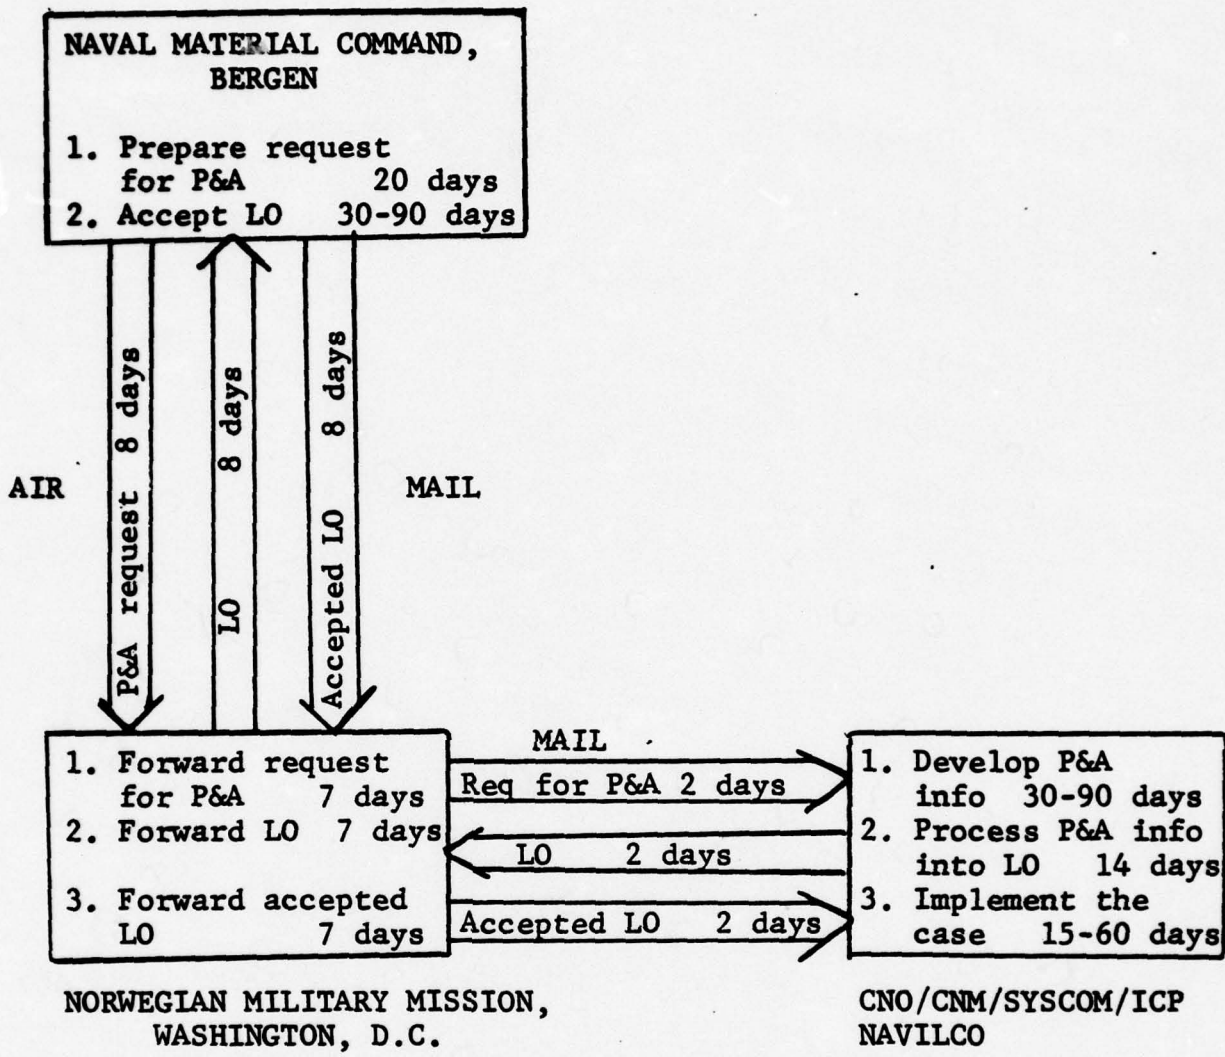 NAVAL MATERIAL COMMAND,
BERGEN
1. Prepare request
for P&A 20 days
2. Accept LO 30-90 days
P&A request 8 days
LO 8 days
Accepted LO 8 days
AIR
MAIL
1. Forward request
for P&A 7 days
2. Forward LO 7 days
3. Forward accepted
LO 7 days
MAIL
Req for P&A 2 days
LO 2 days
Accepted LO 2 days
1. Develop P&A
info 30-90 days
2. Process P&A info
into LO 14 days
3. Implement the
case 15-60 days
NORWEGIAN MILITARY MISSION,
WASHINGTON, D.C.
CNO/CNM/SYSCOM/ICP
NAVILCO